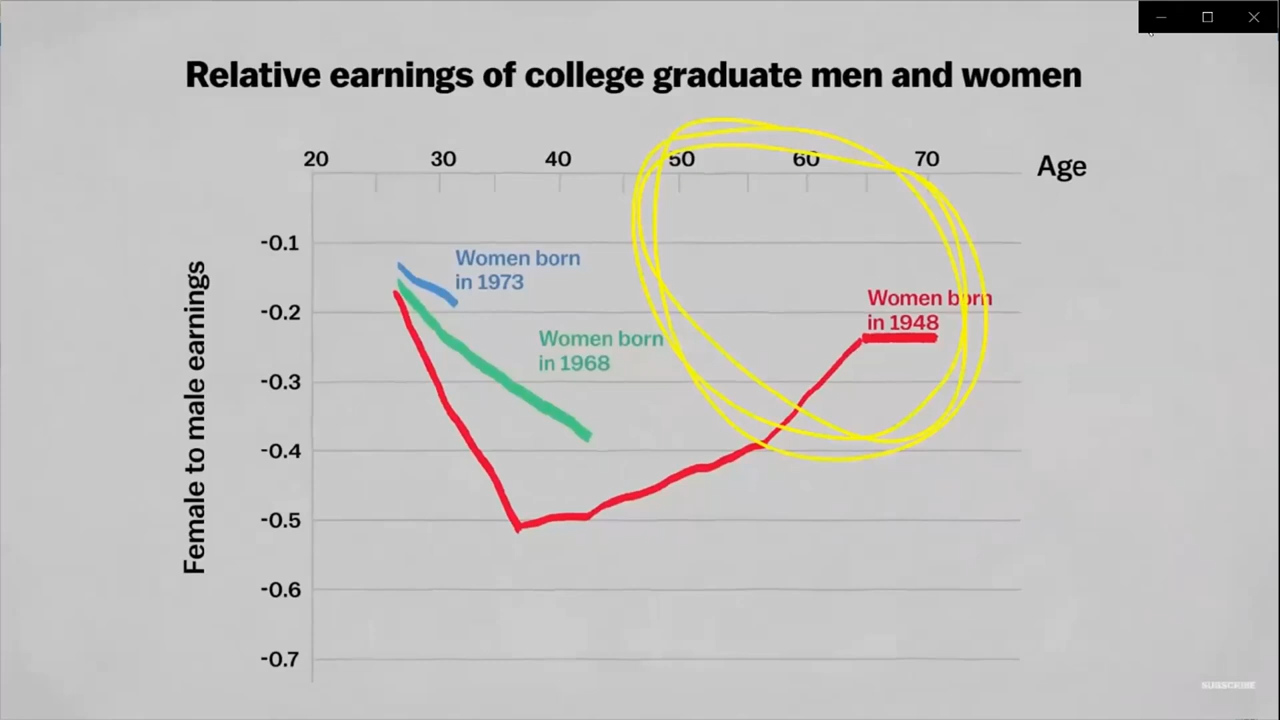 Relative earnings of college graduate men and women
20 30 40 50 60 70 Age
-0.1
Women born
in 1973
-0.2
Women born
in 1948
Women born
in 1968
-0.3
-0.4
-0.5
-0.6
-0.7
Female to male earnings
SUBSCRIBE